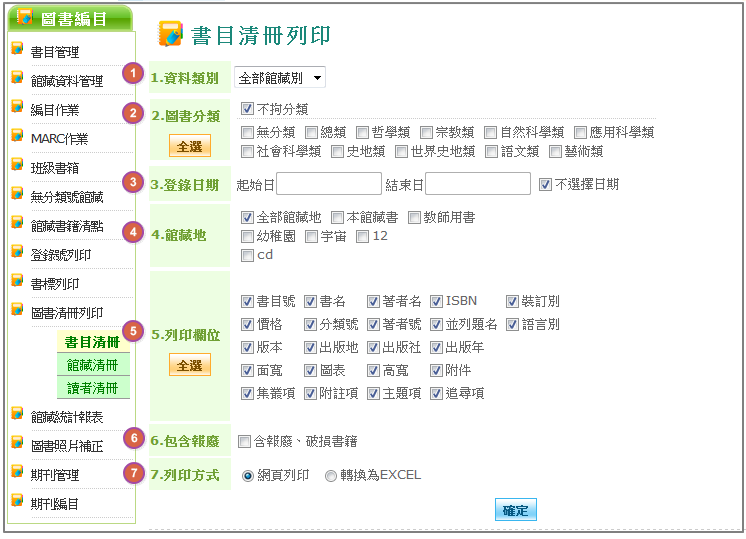 圖書編目
書目管理
館藏資料管理
編目作業
MARC作業
班級書箱
無分類號館藏
館藏書籍清點
登錄號列印
書標列印
圖書清冊列印
書目清冊
館藏清冊
讀者清冊
館藏統計報表
圖書照片補正
期刊管理
期刊編目
書目清冊列印
1 1.資料類別 全部館藏別
2 2.圖書分類 全選 不拘分類
無分類 總類 哲學類 宗教類 自然科學類 應用科學類
社會科學類 史地類 世界史地類 語文類 藝術類
3 3.登錄日期 起始日 結束日 不選擇日期
4 4.館藏地 全部館藏地 本館藏書 教師用書
幼稚園 宇宙 12
cd
5 5.列印欄位 全選
書目號 書名 著者名 ISBN 裝訂別
價格 分類號 著者號 並列題名 語言別
版本 出版地 出版社 出版年
面寬 圖表 高寬 附件
集叢項 附註項 主題項 追尋項
6 6.包含報廢 含報廢、破損書籍
7 7.列印方式 網頁列印 轉換為EXCEL
確定